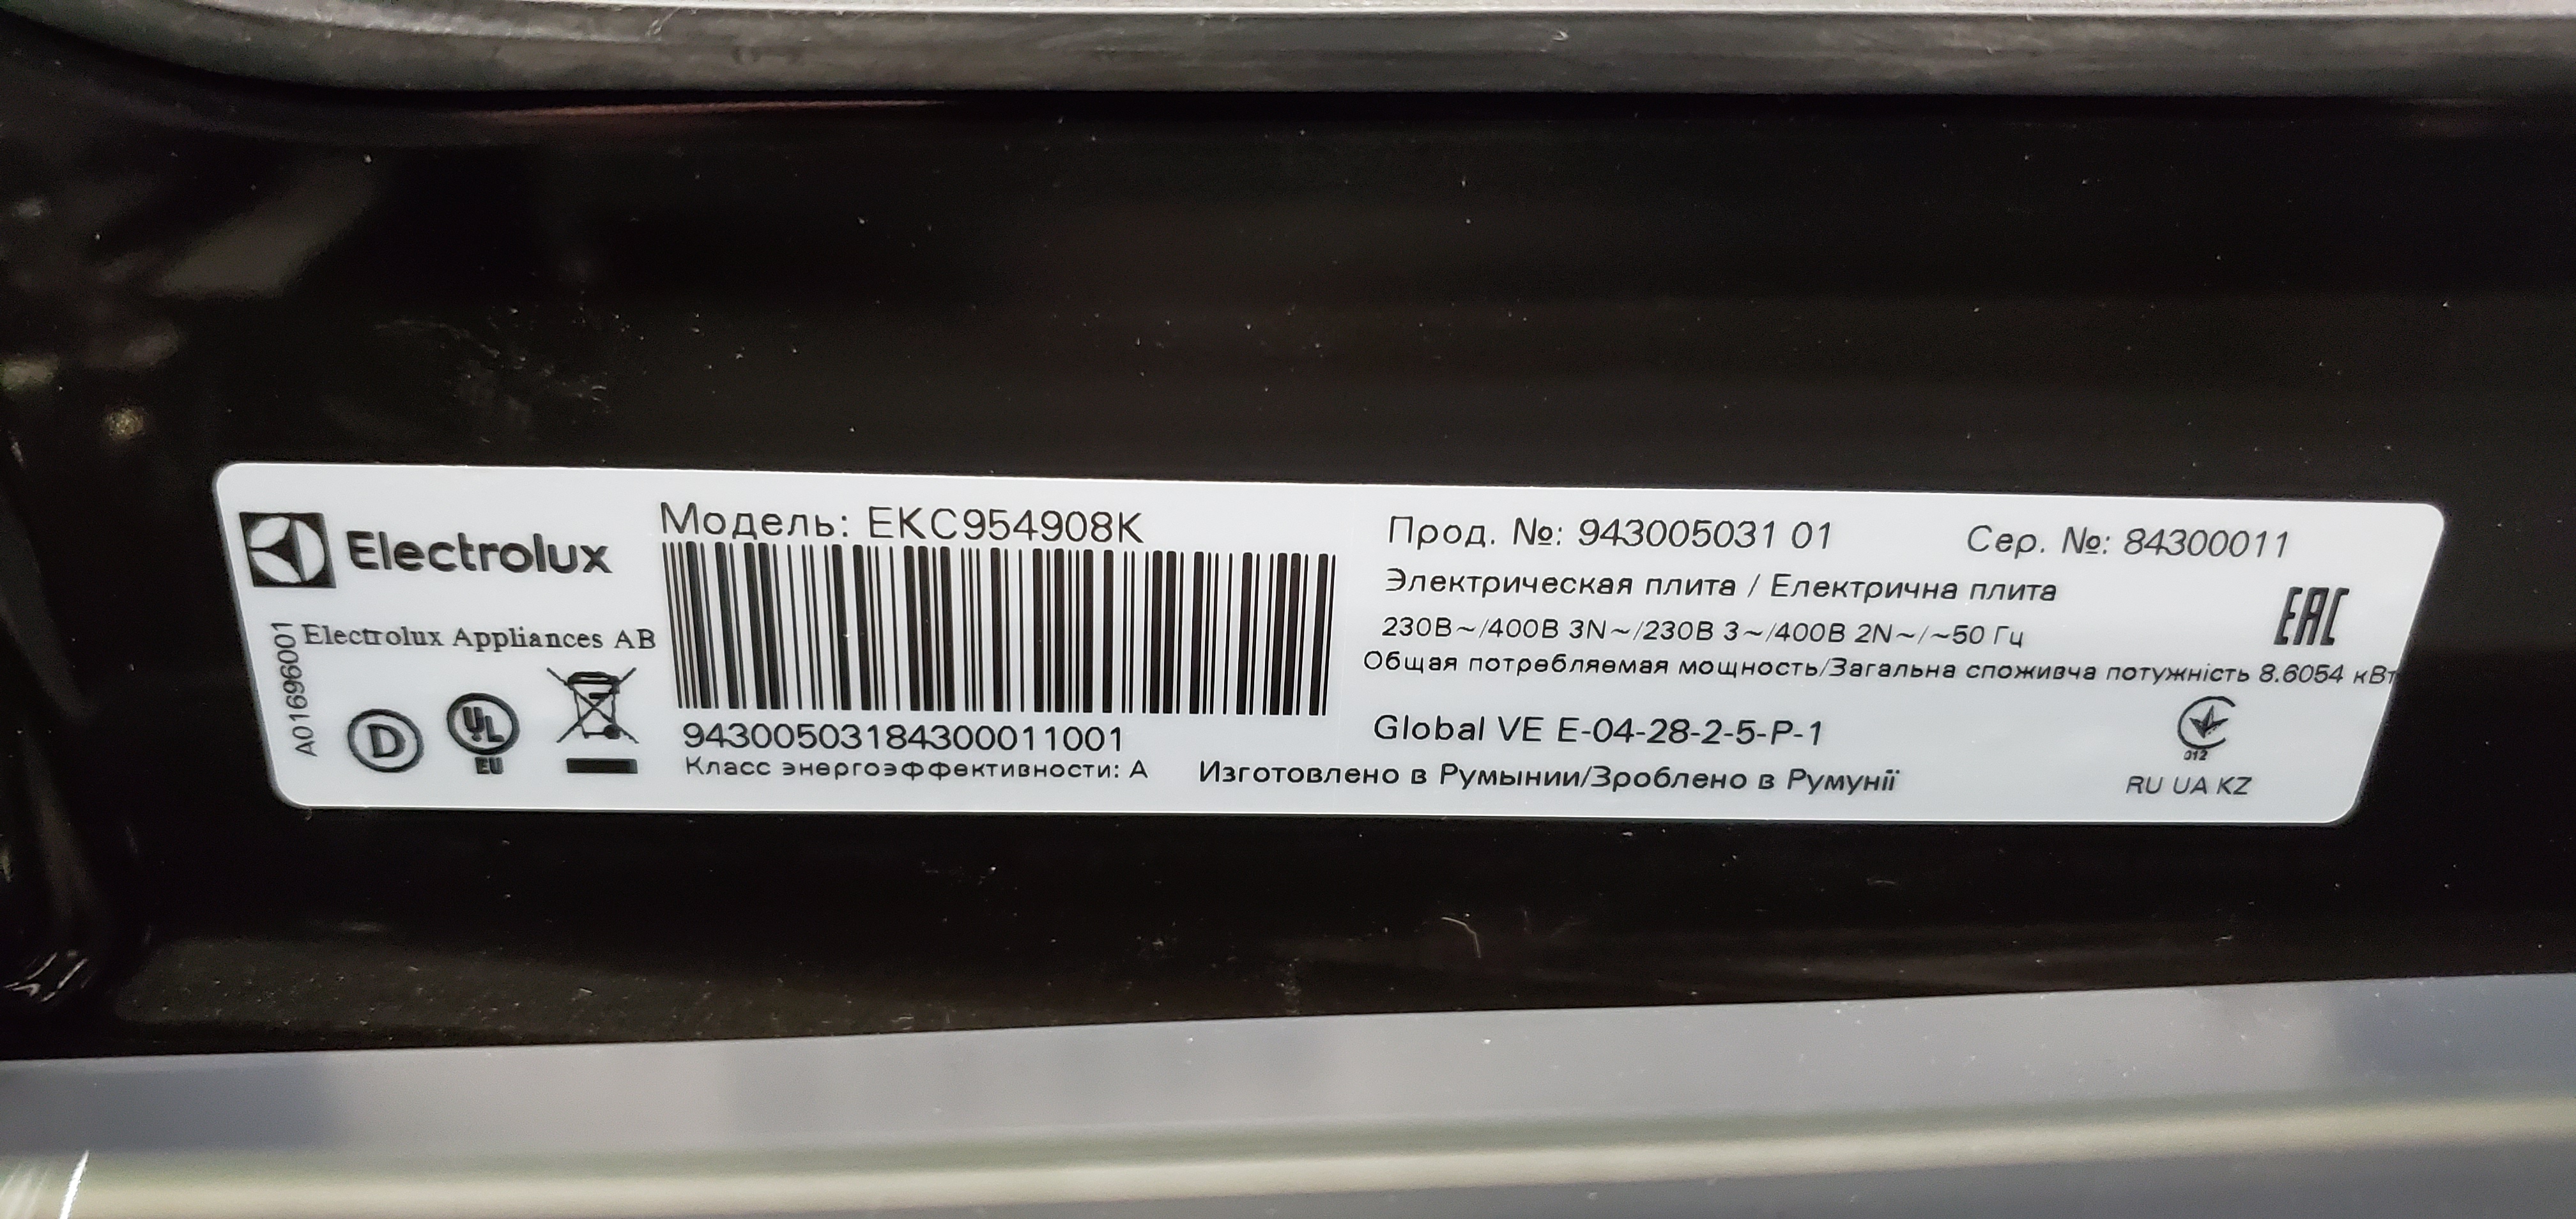 Electrolux
Electrolux Appliances AB
A01696001
D
UL
EU
Модель: EKC954908K
943005031843000​11001
Класс энергоэффективности: A
Прод. №: 943005031 01
Сер. №: 84300011
Электрическая плита / Електрична плита
230В~/400В 3N~/230В 3~/400В 2N~/~50 Гц
Общая потребляемая мощность/Загальна споживча потужність 8.6054 кВт
EAC
Global VE E-04-28-2-5-P-1
012
Изготовлено в Румынии/Зроблено в Румунії
RU UA KZ